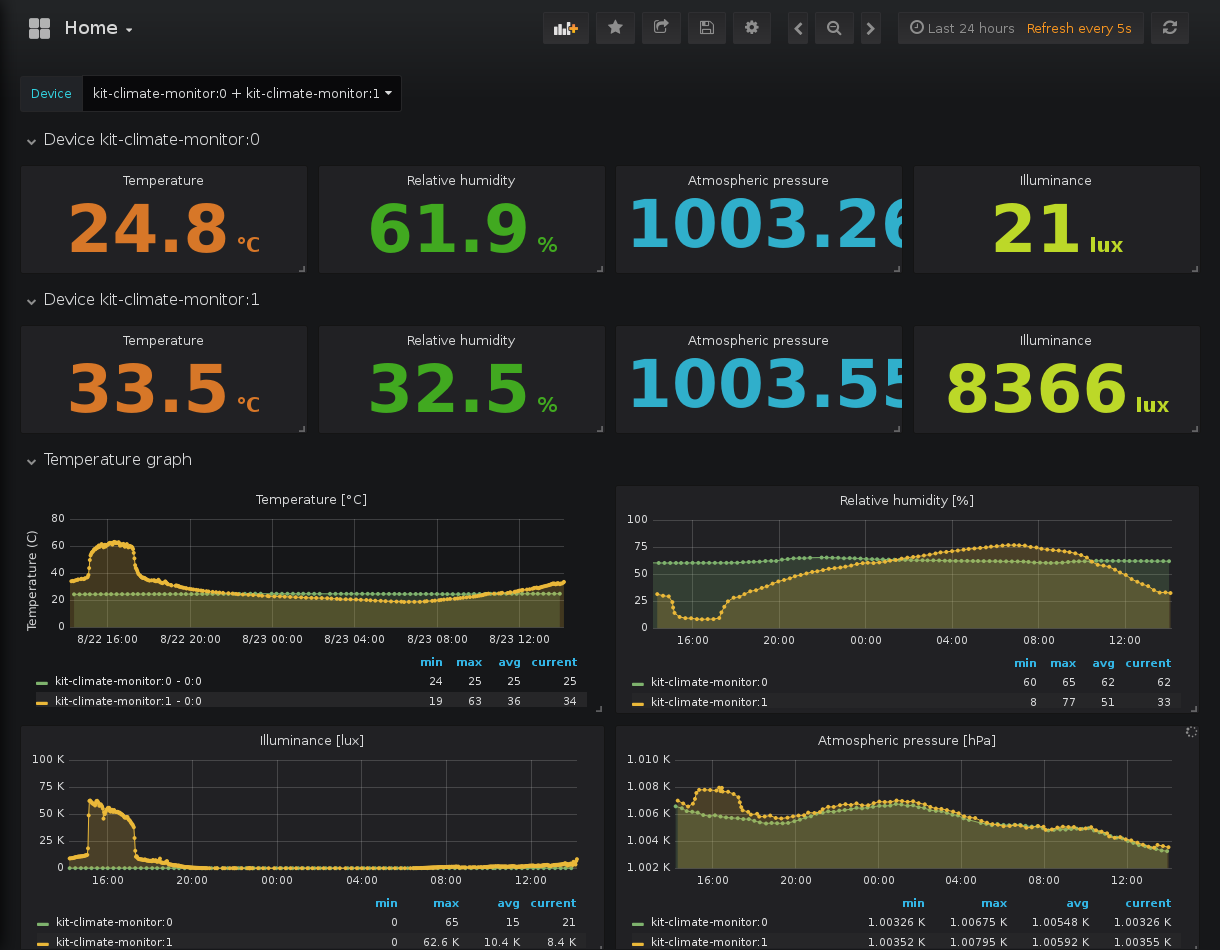 Home
Last 24 hours Refresh every 5s
Device kit-climate-monitor:0 + kit-climate-monitor:1
Device kit-climate-monitor:0
Temperature Relative humidity Atmospheric pressure Illuminance
24.8 °C 61.9 % 1003.26 21 lux
Device kit-climate-monitor:1
Temperature Relative humidity Atmospheric pressure Illuminance
33.5 °C 32.5 % 1003.55 8366 lux
Temperature graph
Temperature [°C]
Temperature (C)
80
60
40
20
0
8/22 16:00 8/22 20:00 8/23 00:00 8/23 04:00 8/23 08:00 8/23 12:00
min max avg current
kit-climate-monitor:0 - 0:0 24 25 25 25
kit-climate-monitor:1 - 0:0 19 63 36 34
Relative humidity [%]
100
75
50
25
0
16:00 20:00 00:00 04:00 08:00 12:00
min max avg current
kit-climate-monitor:0 60 65 62 62
kit-climate-monitor:1 8 77 51 33
Illuminance [lux]
100 K
75 K
50 K
25 K
0
16:00 20:00 00:00 04:00 08:00 12:00
min max avg current
kit-climate-monitor:0 0 65 15 21
kit-climate-monitor:1 0 62.6 K 10.4 K 8.4 K
Atmospheric pressure [hPa]
1.010 K
1.008 K
1.006 K
1.004 K
1.002 K
16:00 20:00 00:00 04:00 08:00 12:00
min max avg current
kit-climate-monitor:0 1.00326 K 1.00675 K 1.00548 K 1.00326 K
kit-climate-monitor:1 1.00352 K 1.00795 K 1.00592 K 1.00355 K